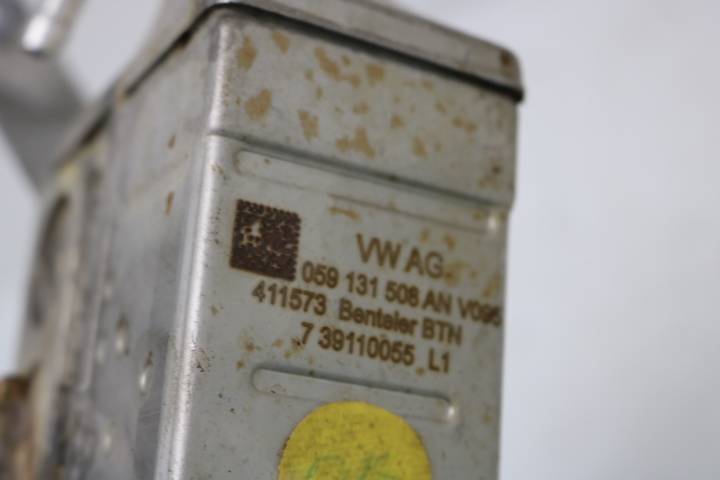 VW AG
059 131 508 AN V095
411573 Benteler BTN
7 39110055 L1